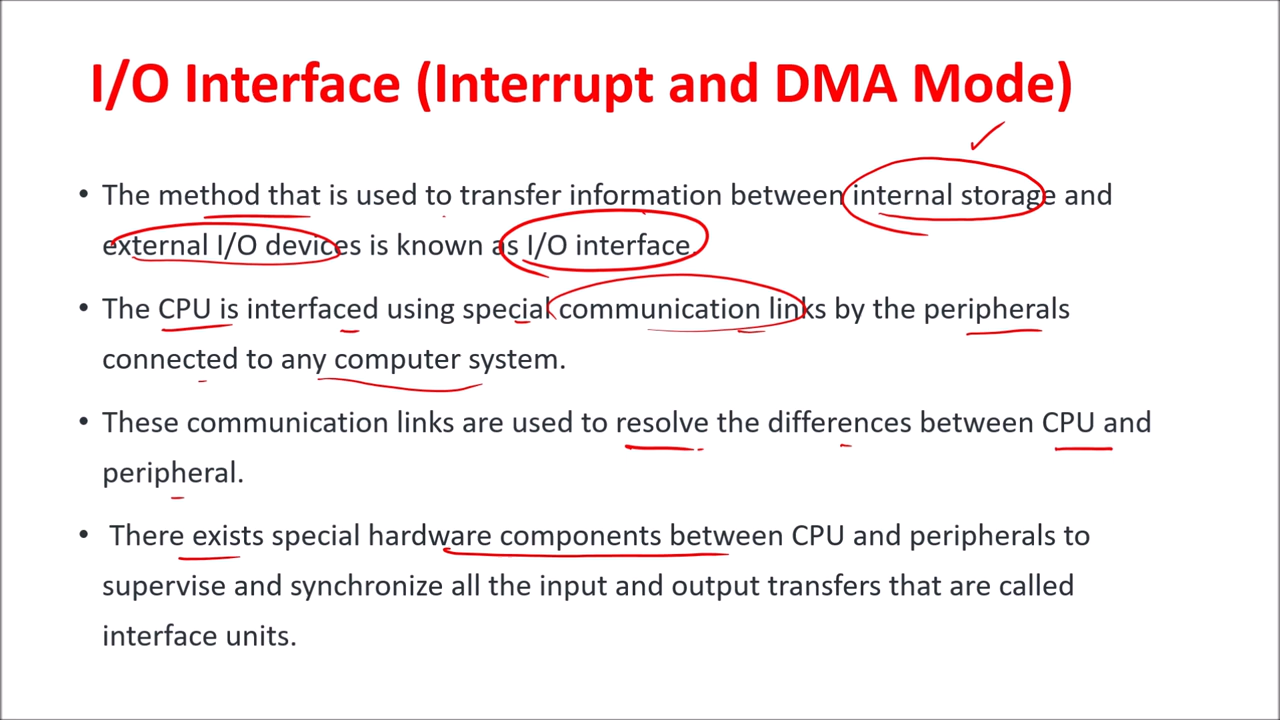 I/O Interface (Interrupt and DMA Mode)
• The method that is used to transfer information between internal storage and
external I/O devices is known as I/O interface.
• The CPU is interfaced using special communication links by the peripherals
connected to any computer system.
• These communication links are used to resolve the differences between CPU and
peripheral.
• There exists special hardware components between CPU and peripherals to
supervise and synchronize all the input and output transfers that are called
interface units.